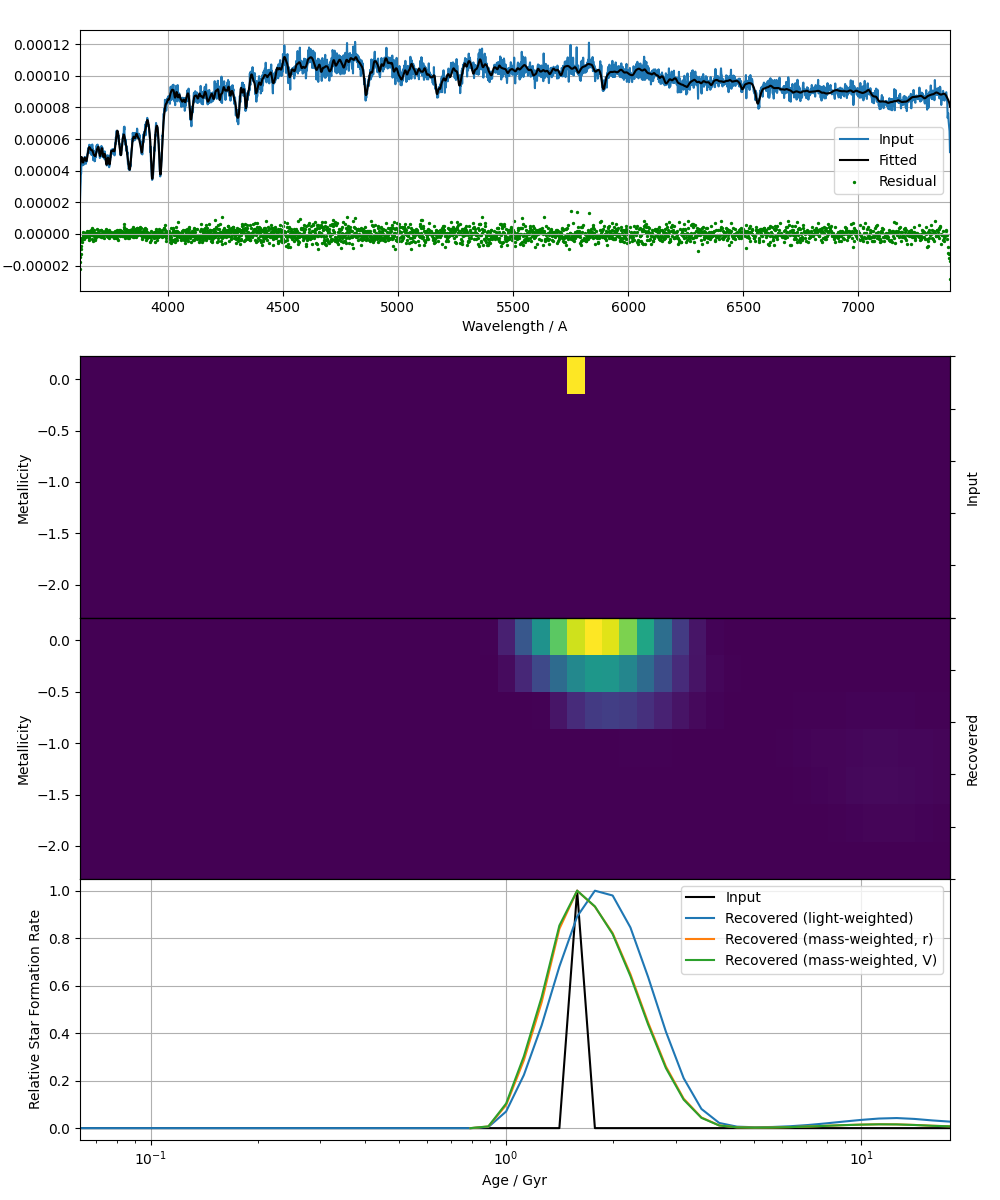 0.00012
0.00010
0.00008
0.00006
0.00004
0.00002
0.00000
−0.00002
Input
Fitted
Residual
4000 4500 5000 5500 6000 6500 7000
Wavelength / A
0.0
−0.5
−1.0
−1.5
−2.0
Metallicity
Input
0.0
−0.5
−1.0
−1.5
−2.0
Metallicity
Recovered
1.0
0.8
0.6
0.4
0.2
0.0
Relative Star Formation Rate
Input
Recovered (light-weighted)
Recovered (mass-weighted, r)
Recovered (mass-weighted, V)
10⁻¹ 10⁰ 10¹
Age / Gyr